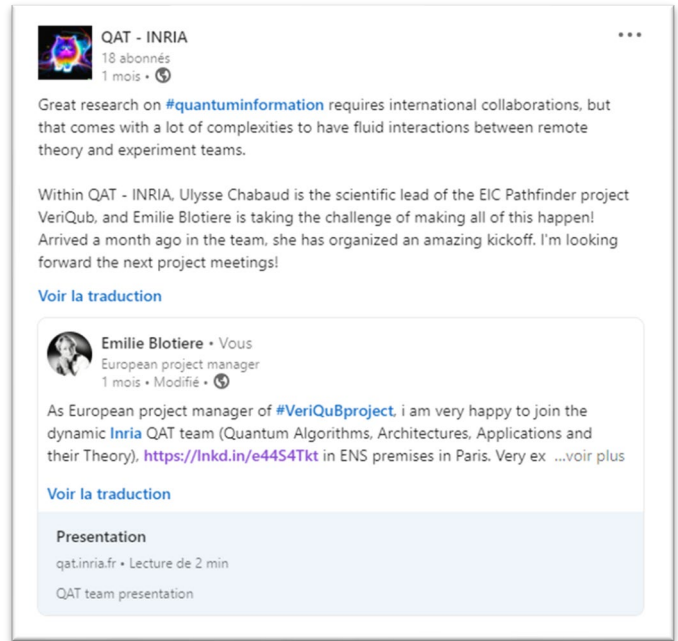 QAT - INRIA
18 abonnés
1 mois •
Great research on #quantuminformation requires international collaborations, but
that comes with a lot of complexities to have fluid interactions between remote
theory and experiment teams.
Within QAT - INRIA, Ulysse Chabaud is the scientific lead of the EIC Pathfinder project
VeriQub, and Emilie Blotiere is taking the challenge of making all of this happen!
Arrived a month ago in the team, she has organized an amazing kickoff. I'm looking
forward the next project meetings!
Voir la traduction
Emilie Blotiere • Vous
European project manager
1 mois • Modifié •
As European project manager of #VeriQuBproject, i am very happy to join the
dynamic Inria QAT team (Quantum Algorithms, Architectures, Applications and
their Theory), https://lnkd.in/e44S4Tkt in ENS premises in Paris. Very ex ...voir plus
Voir la traduction
Presentation
qat.inria.fr • Lecture de 2 min
QAT team presentation